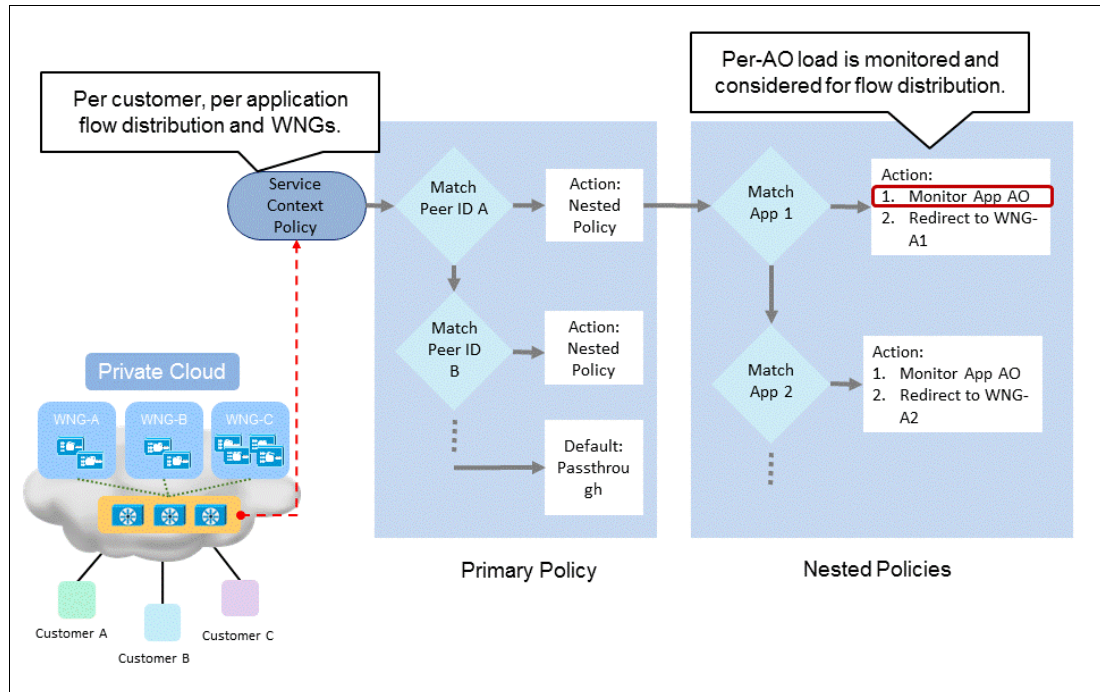 Per customer, per application
flow distribution and WNGs.
Per-AO load is monitored and
considered for flow distribution.
Service
Context
Policy
Match
Peer ID A
Action:
Nested
Policy
Match
App 1
Action:
1. Monitor App AO
2. Redirect to WNG-
A1
Match
Peer ID
B
Action:
Nested
Policy
Match
App 2
Action:
1. Monitor App AO
2. Redirect to WNG-
A2
Default:
Passthrou
gh
Private Cloud
WNG-A
WNG-B
WNG-C
Customer A
Customer B
Customer C
Primary Policy
Nested Policies